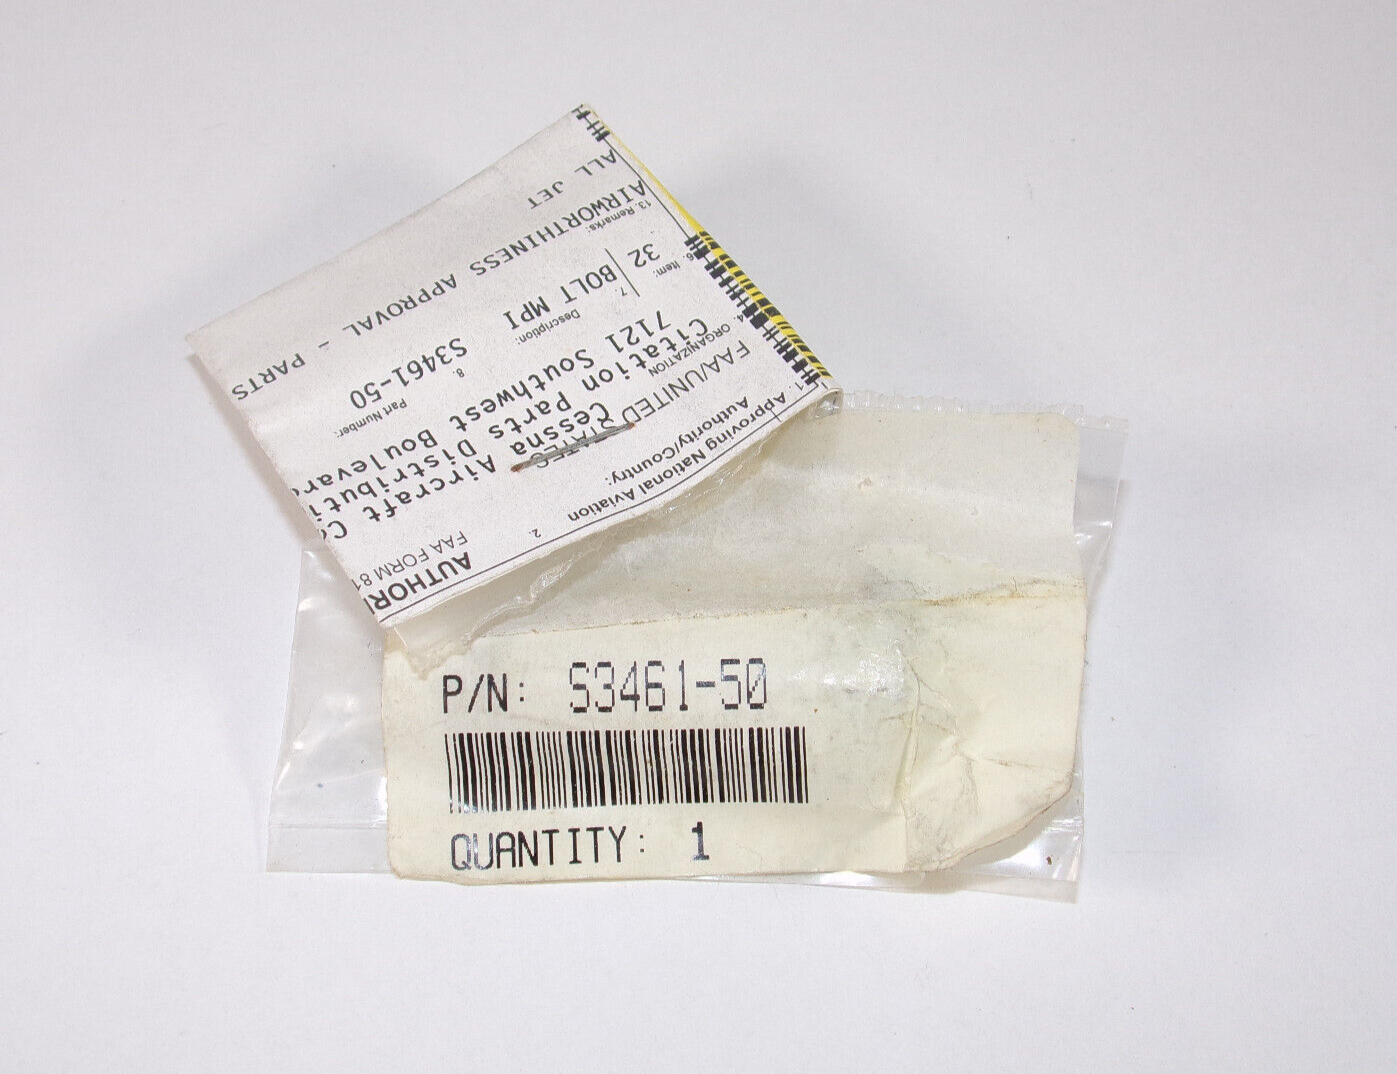 AUTHORI
FAA FORM 81
1. Approving National Aviation
Authority/Country:
2.
FAA/UNITED STATES
4.
ORGANIZATION
Cessna Aircraft Co
Citation Parts Distributi
7121 Southwest Boulevar
6. Item:
7. Description:
8. Part Number:
32
BOLT MPI
S3461-50
13. Remarks:
AIRWORTHINESS APPROVAL - PARTS
ALL JET
P/N: S3461-50
QUANTITY: 1